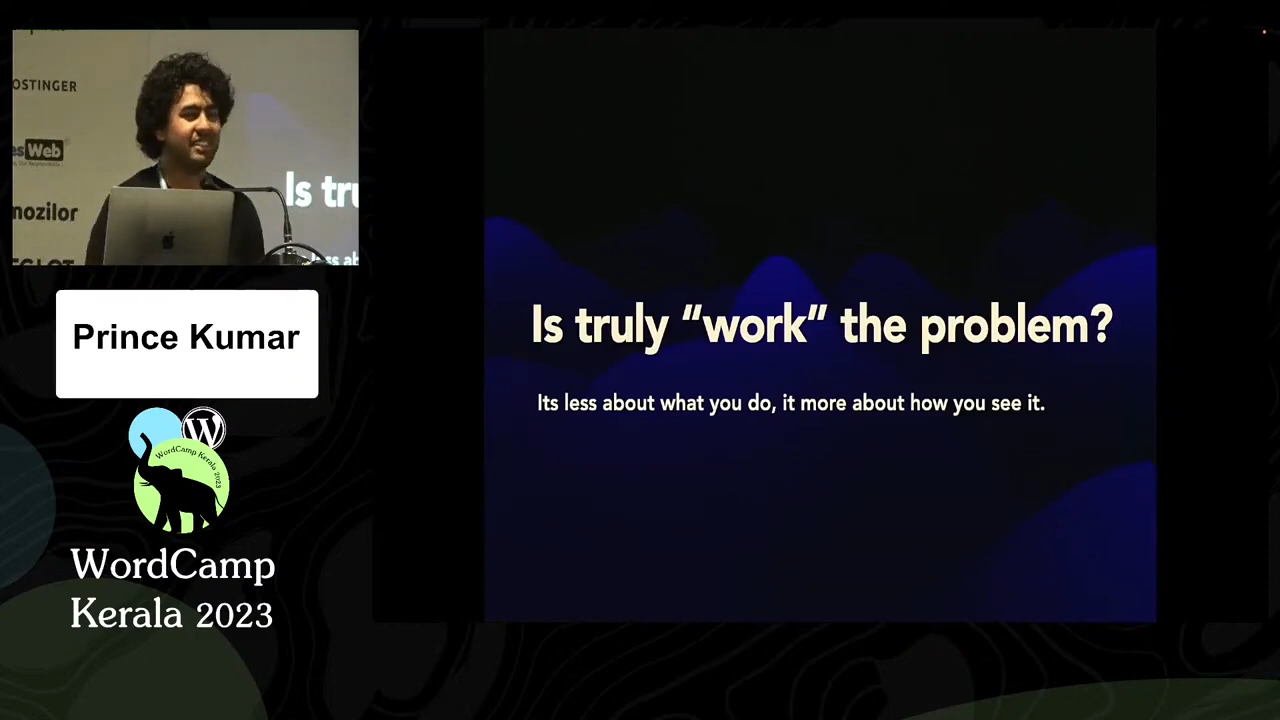 OSTINGER
esWeb
mozilor
Is tru
Prince Kumar
WordCamp Kerala 2023
WordCamp
Kerala 2023
Is truly “work” the problem?
Its less about what you do, it more about how you see it.